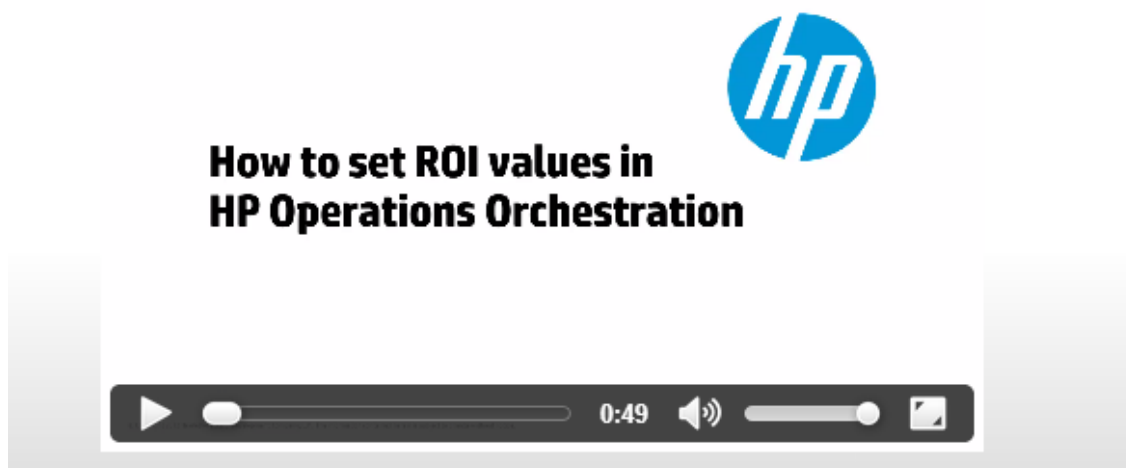 hp
How to set ROI values in
HP Operations Orchestration
0:49